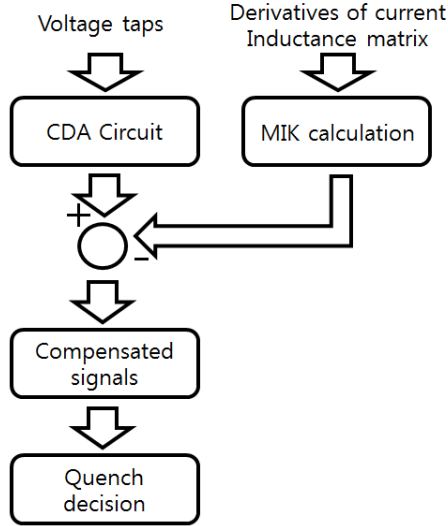 Voltage taps
Derivatives of current
Inductance matrix
CDA Circuit
MIK calculation
+
-
Compensated
signals
Quench
decision